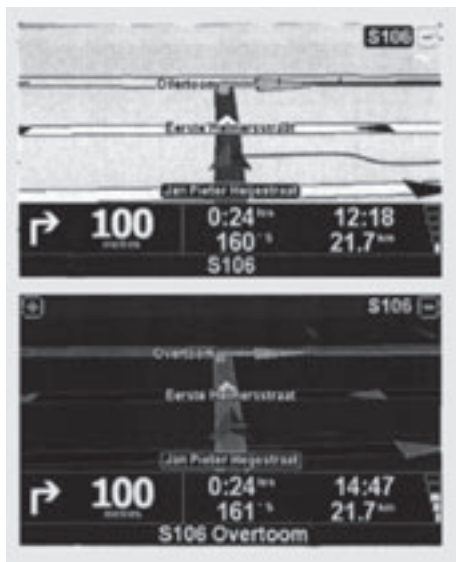 S106 -
Overtoom
Eerste Helmersstraat
Jan Pieter Heijestraat
100 0:24 hrs 12:18
metres 160 °s 21.7 km
S106
+ S106 -
Overtoom
Eerste Helmersstraat
Jan Pieter Heijestraat
100 0:24 hrs 14:47
metres 161 °s 21.7 km
S106 Overtoom